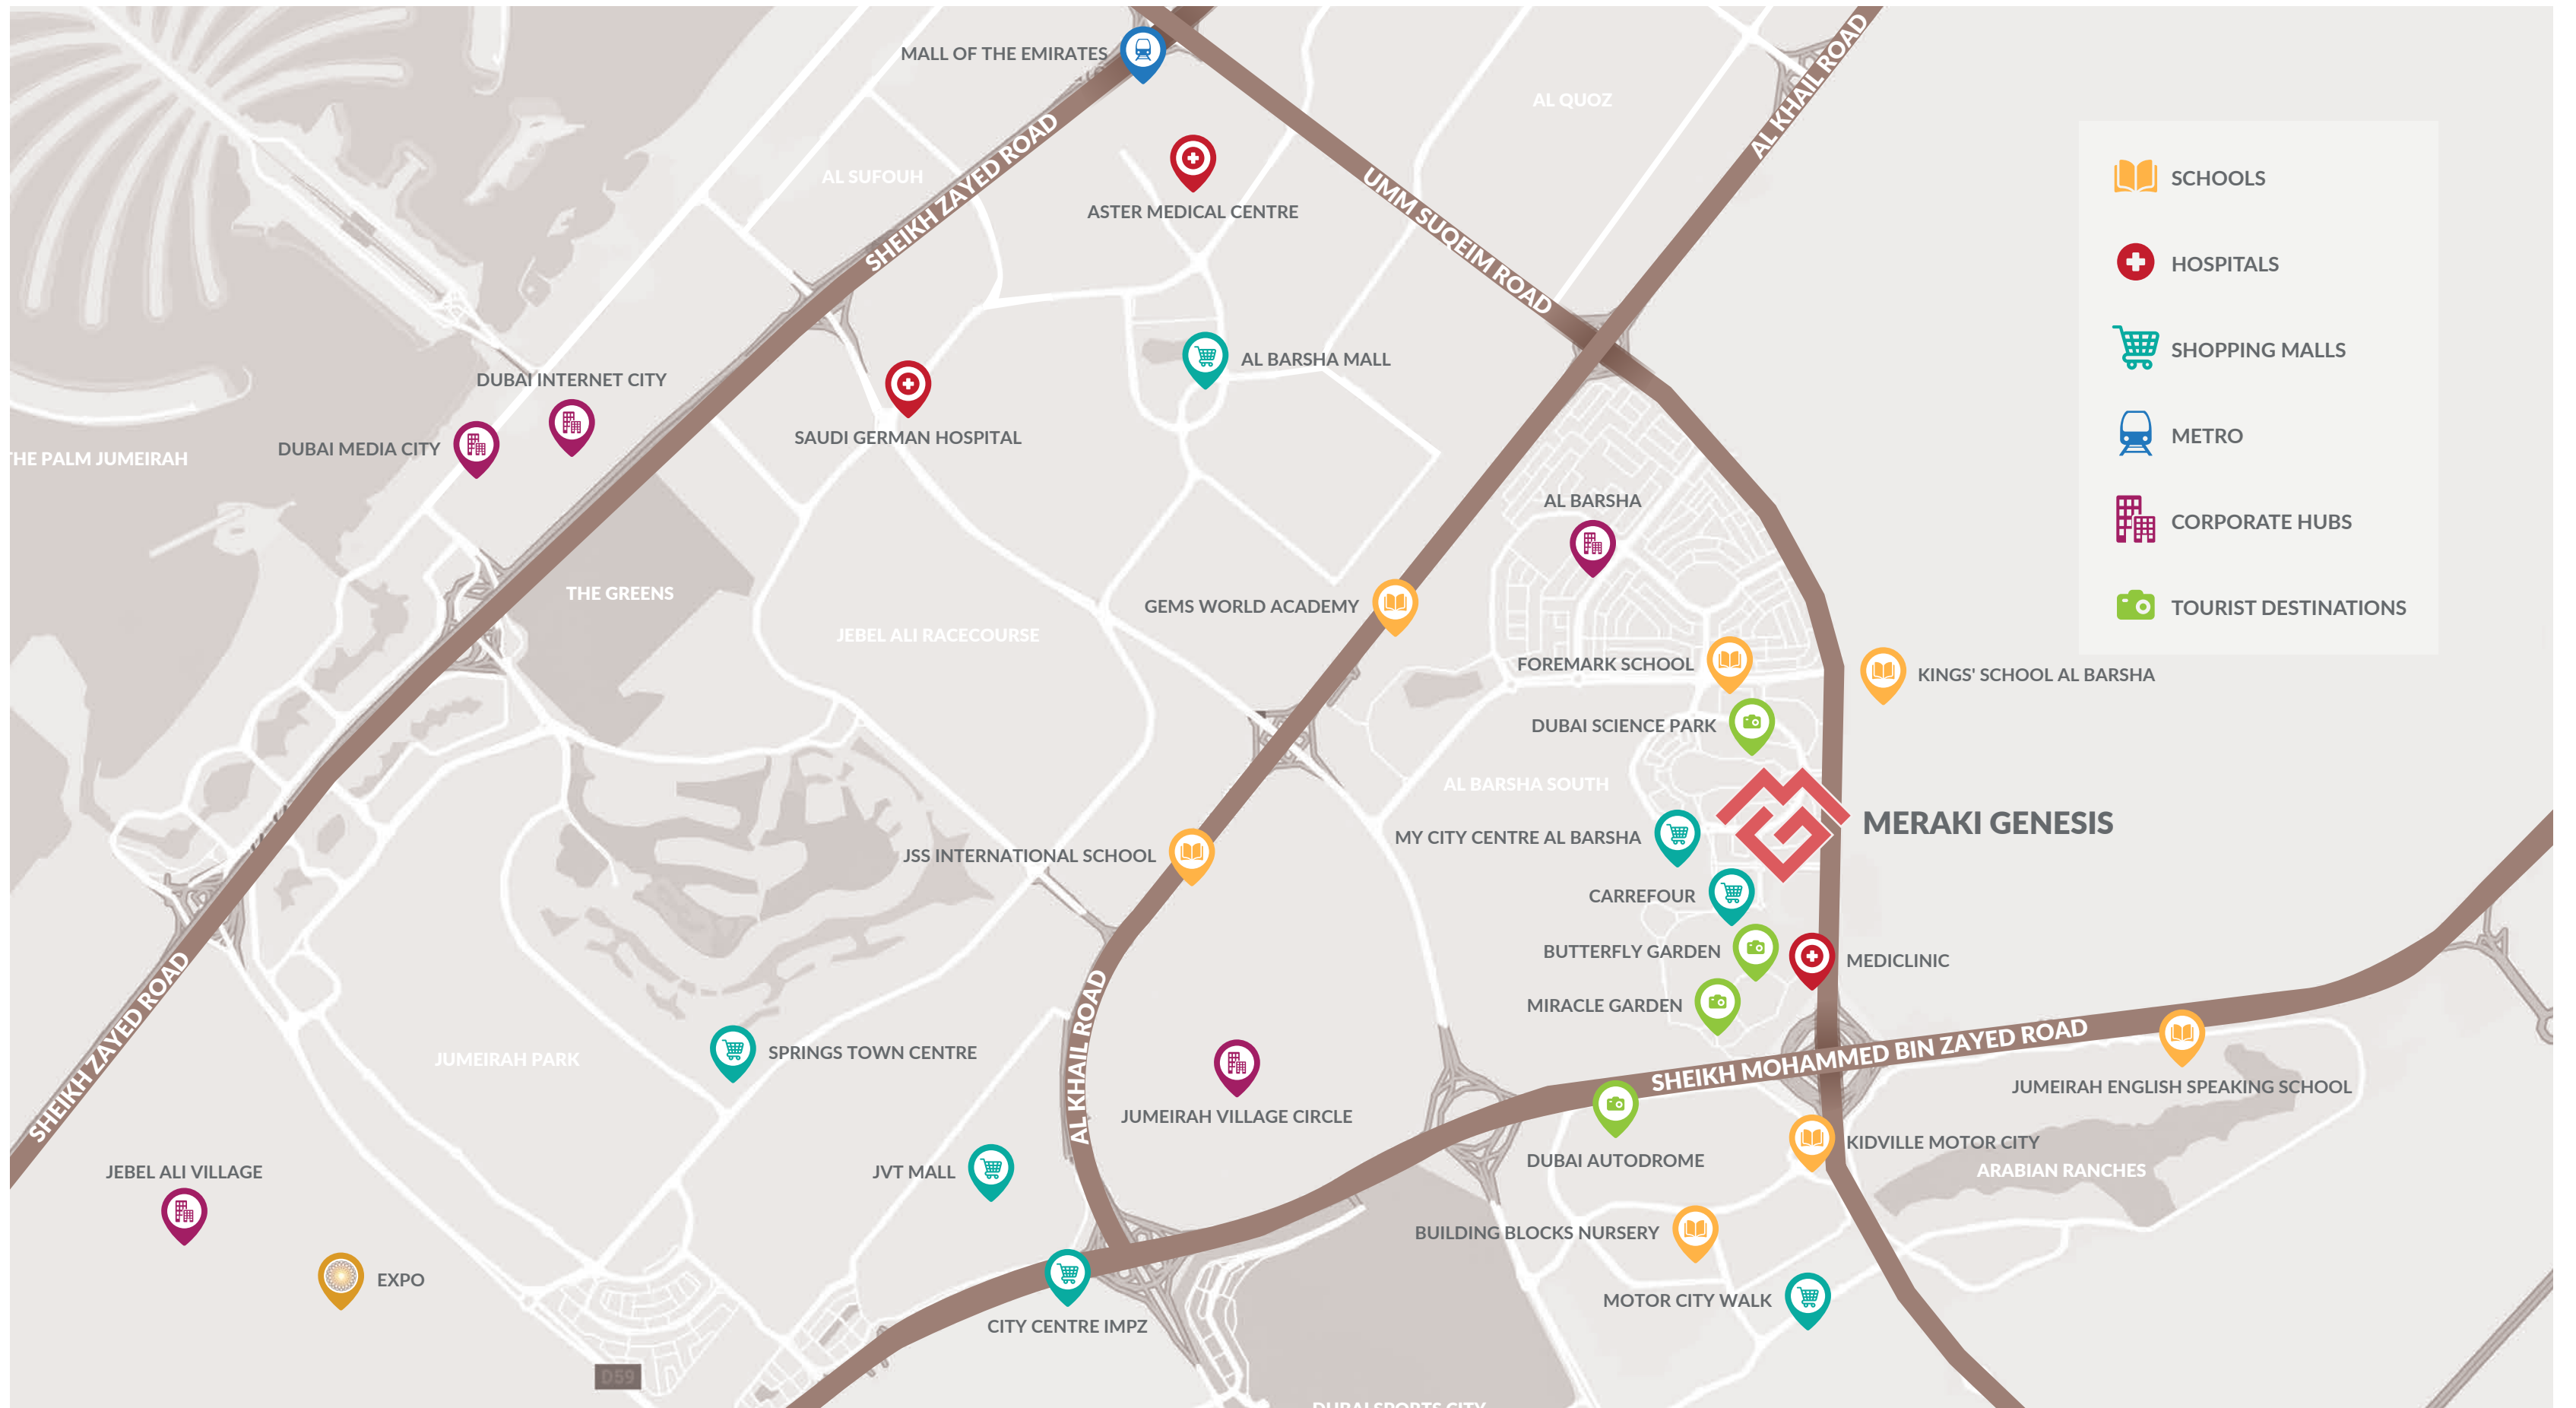 MALL OF THE EMIRATES
AL KHAIL ROAD
AL QUOZ
SHEIKH ZAYED ROAD
AL SUFOUH
UMM SUQEIM ROAD
ASTER MEDICAL CENTRE
SCHOOLS
HOSPITALS
SHOPPING MALLS
METRO
CORPORATE HUBS
TOURIST DESTINATIONS
AL BARSHA MALL
DUBAI INTERNET CITY
SAUDI GERMAN HOSPITAL
DUBAI MEDIA CITY
THE PALM JUMEIRAH
AL BARSHA
THE GREENS
GEMS WORLD ACADEMY
JEBEL ALI RACECOURSE
FOREMARK SCHOOL
KINGS' SCHOOL AL BARSHA
DUBAI SCIENCE PARK
AL BARSHA SOUTH
MERAKI GENESIS
MY CITY CENTRE AL BARSHA
JSS INTERNATIONAL SCHOOL
CARREFOUR
BUTTERFLY GARDEN
MEDICLINIC
MIRACLE GARDEN
SHEIKH ZAYED ROAD
AL KHAIL ROAD
SHEIKH MOHAMMED BIN ZAYED ROAD
JUMEIRAH PARK
SPRINGS TOWN CENTRE
JUMEIRAH ENGLISH SPEAKING SCHOOL
JUMEIRAH VILLAGE CIRCLE
KIDVILLE MOTOR CITY
DUBAI AUTODROME
ARABIAN RANCHES
JEBEL ALI VILLAGE
JVT MALL
BUILDING BLOCKS NURSERY
EXPO
MOTOR CITY WALK
CITY CENTRE IMPZ
D59
DUBAI SPORTS CITY